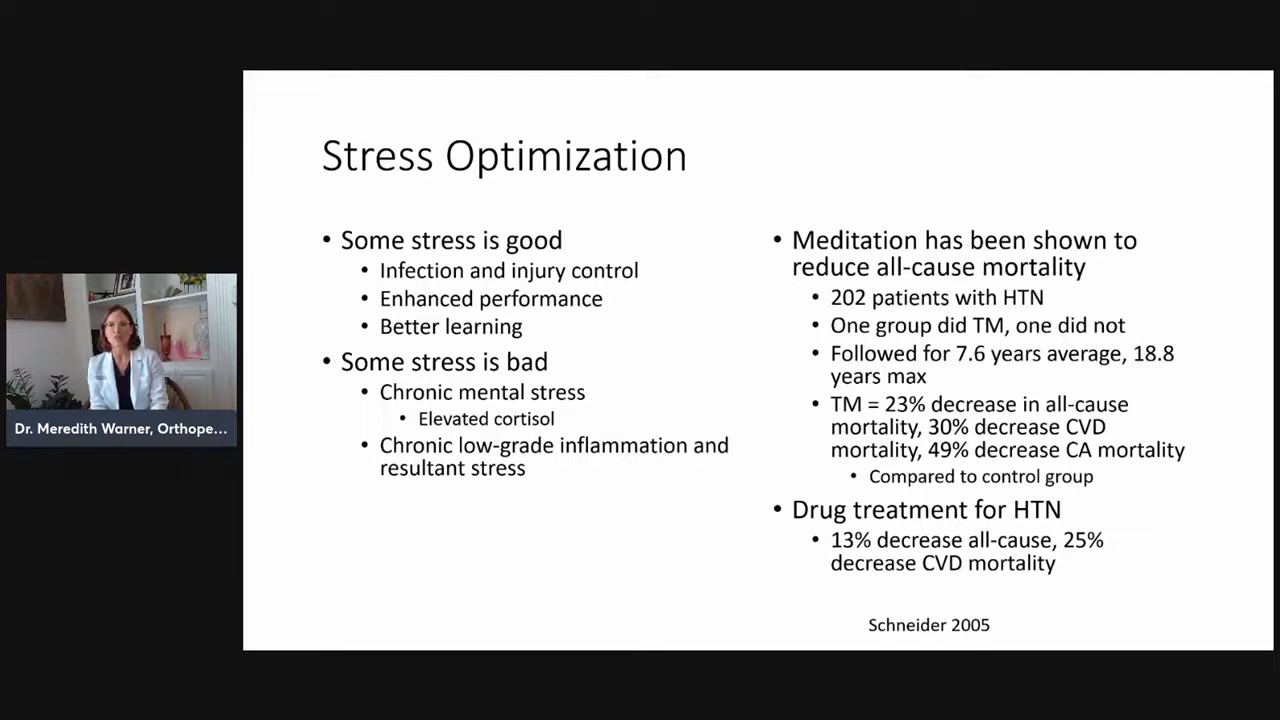 Stress Optimization
• Some stress is good
• Infection and injury control
• Enhanced performance
• Better learning
• Some stress is bad
• Chronic mental stress
• Elevated cortisol
• Chronic low-grade inflammation and
resultant stress
• Meditation has been shown to
reduce all-cause mortality
• 202 patients with HTN
• One group did TM, one did not
• Followed for 7.6 years average, 18.8
years max
• TM = 23% decrease in all-cause
mortality, 30% decrease CVD
mortality, 49% decrease CA mortality
• Compared to control group
• Drug treatment for HTN
• 13% decrease all-cause, 25%
decrease CVD mortality
Schneider 2005
Dr. Meredith Warner, Orthope...